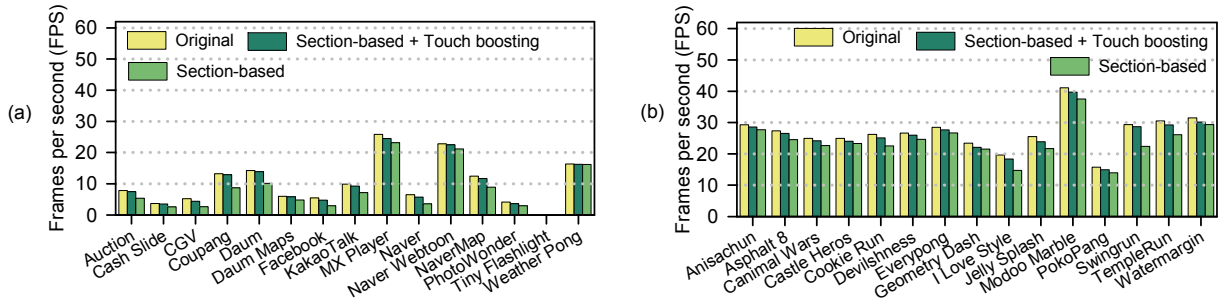 (a)
Frames per second (FPS)
60
50
40
30
20
10
0
Original
Section-based + Touch boosting
Section-based
Auction
Cash Slide
CGV
Coupang
Daum
Daum Maps
Facebook
KakaoTalk
MX Player
Naver
Naver Webtoon
NaverMap
PhotoWonder
Tiny Flashlight
Weather Pong
(b)
Frames per second (FPS)
60
50
40
30
20
10
0
Original
Section-based + Touch boosting
Section-based
Anisachun
Asphalt 8
Canimal Wars
Castle Heros
Cookie Run
Devilshness
Everypong
Geometry Dash
I Love Style
Jelly Splash
Modoo Marble
PokoPang
Swingrun
TempleRun
Watermargin